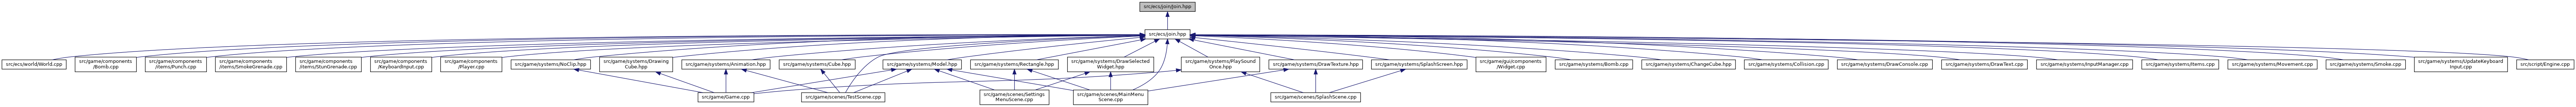 src/ecs/join/Join.hpp
src/ecs/join.hpp
src/ecs/world/World.cpp
src/game/components
/Bomb.cpp
src/game/components
/items/Punch.cpp
src/game/components
/items/SmokeGrenade.cpp
src/game/components
/items/StunGrenade.cpp
src/game/components
/KeyboardInput.cpp
src/game/components
/Player.cpp
src/game/systems/NoClip.hpp
src/game/systems/Drawing
Cube.hpp
src/game/systems/Animation.hpp
src/game/systems/Cube.hpp
src/game/systems/Model.hpp
src/game/systems/Rectangle.hpp
src/game/systems/DrawSelected
Widget.hpp
src/game/systems/PlaySound
Once.hpp
src/game/systems/DrawTexture.hpp
src/game/systems/SplashScreen.hpp
src/game/gui/components
/Widget.cpp
src/game/systems/Bomb.cpp
src/game/systems/ChangeCube.hpp
src/game/systems/Collision.cpp
src/game/systems/DrawConsole.cpp
src/game/systems/DrawText.cpp
src/game/systems/InputManager.cpp
src/game/systems/Items.cpp
src/game/systems/Movement.cpp
src/game/systems/Smoke.cpp
src/game/systems/UpdateKeyboard
Input.cpp
src/script/Engine.cpp
src/game/Game.cpp
src/game/scenes/TestScene.cpp
src/game/scenes/Settings
MenuScene.cpp
src/game/scenes/MainMenu
Scene.cpp
src/game/scenes/SplashScene.cpp